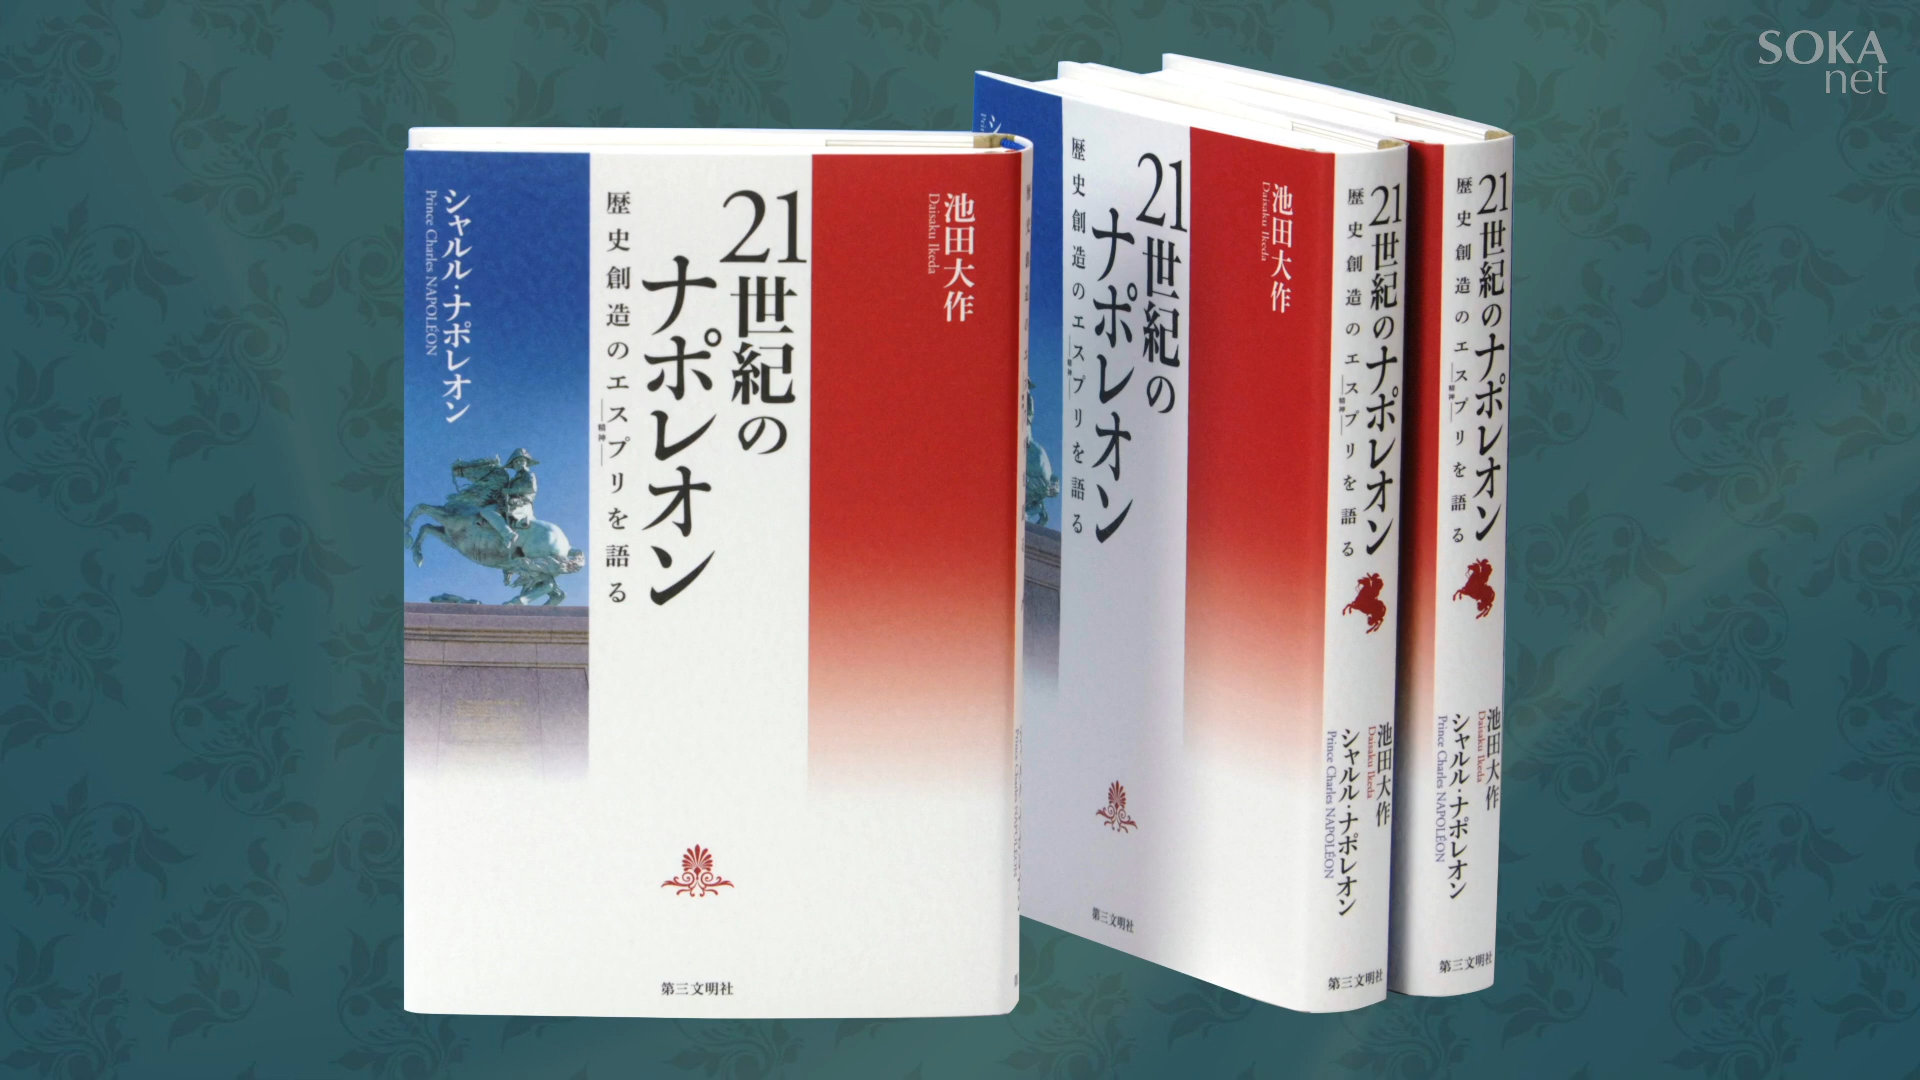 SOKA
net
池田大作
Daisaku Ikeda
21世紀の
ナポレオン
歴史創造のエスプリを語る
―精神―
シャルル・ナポレオン
Prince Charles NAPOLÉON
第三文明社
池田大作
Daisaku Ikeda
21世紀の
ナポレオン
歴史創造のエスプリを語る
―精神―
第三文明社
21世紀のナポレオン
歴史創造のエスプリを語る
―精神―
池田大作
Daisaku Ikeda
シャルル・ナポレオン
Prince Charles NAPOLÉON
第三文明社
21世紀のナポレオン
歴史創造のエスプリを語る
―精神―
池田大作
Daisaku Ikeda
シャルル・ナポレオン
Prince Charles NAPOLÉON
第三文明社